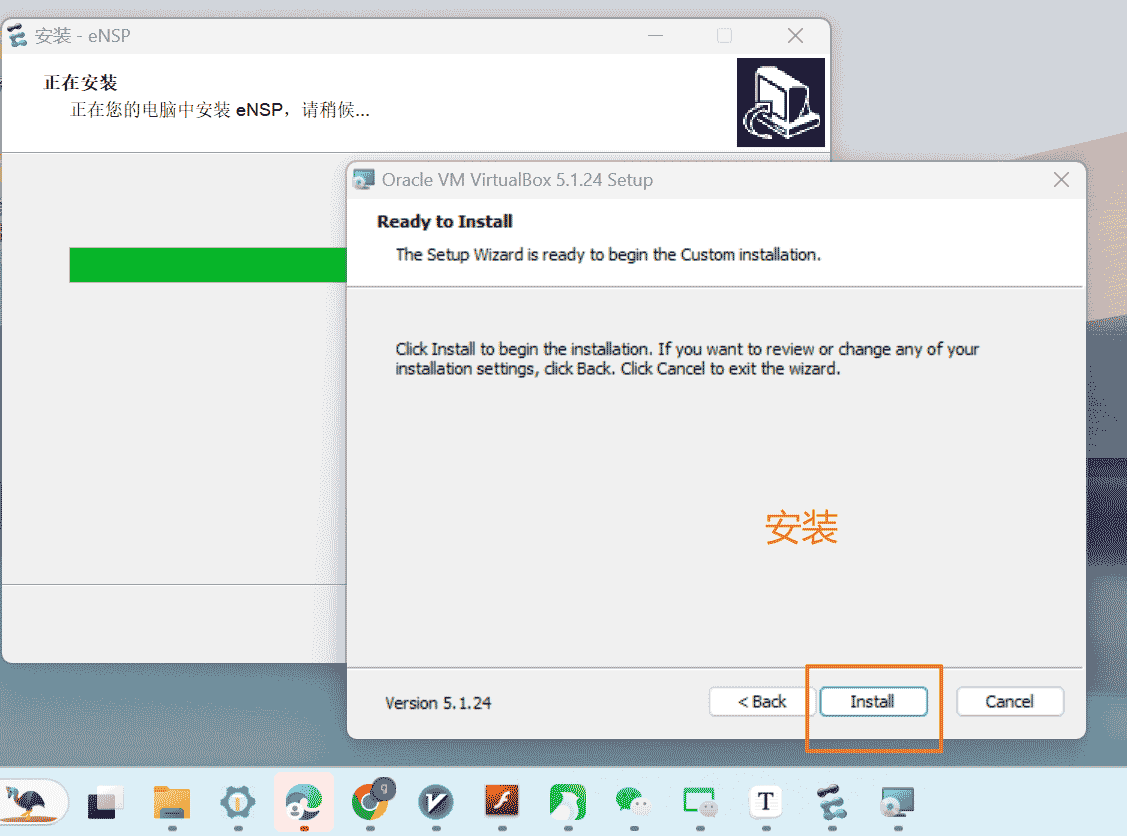 安装 - eNSP
正在安装
正在您的电脑中安装 eNSP，请稍候...
Oracle VM VirtualBox 5.1.24 Setup
Ready to Install
The Setup Wizard is ready to begin the Custom installation.
Click Install to begin the installation. If you want to review or change any of your
installation settings, click Back. Click Cancel to exit the wizard.
安装
Version 5.1.24
< Back
Install
Cancel
g
T